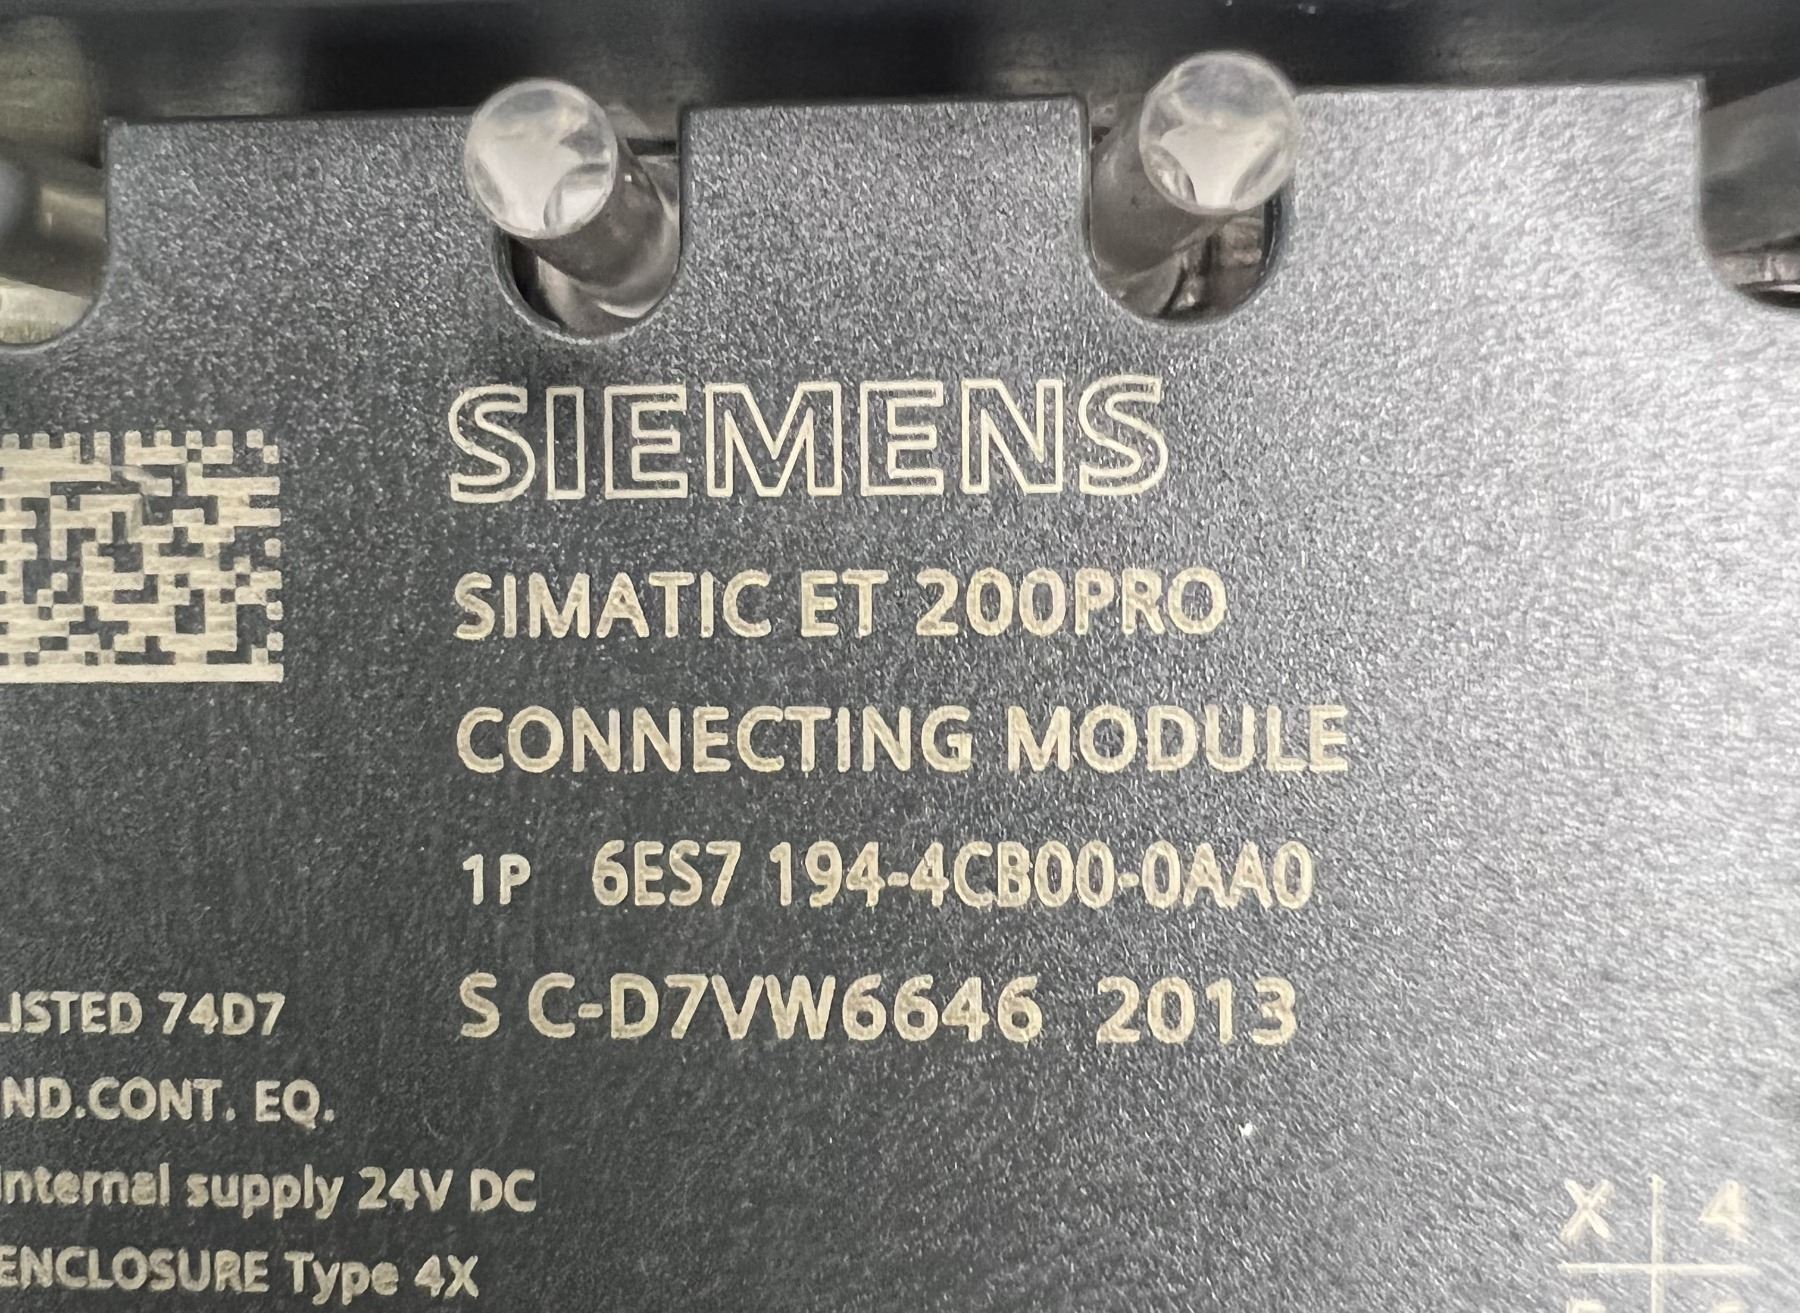 SIEMENS
SIMATIC ET 200PRO
CONNECTING MODULE
1P 6ES7 194-4CB00-0AA0
S C-D7VW6646 2013
LISTED 74D7
IND.CONT. EQ.
Internal supply 24V DC
ENCLOSURE Type 4X
X 4